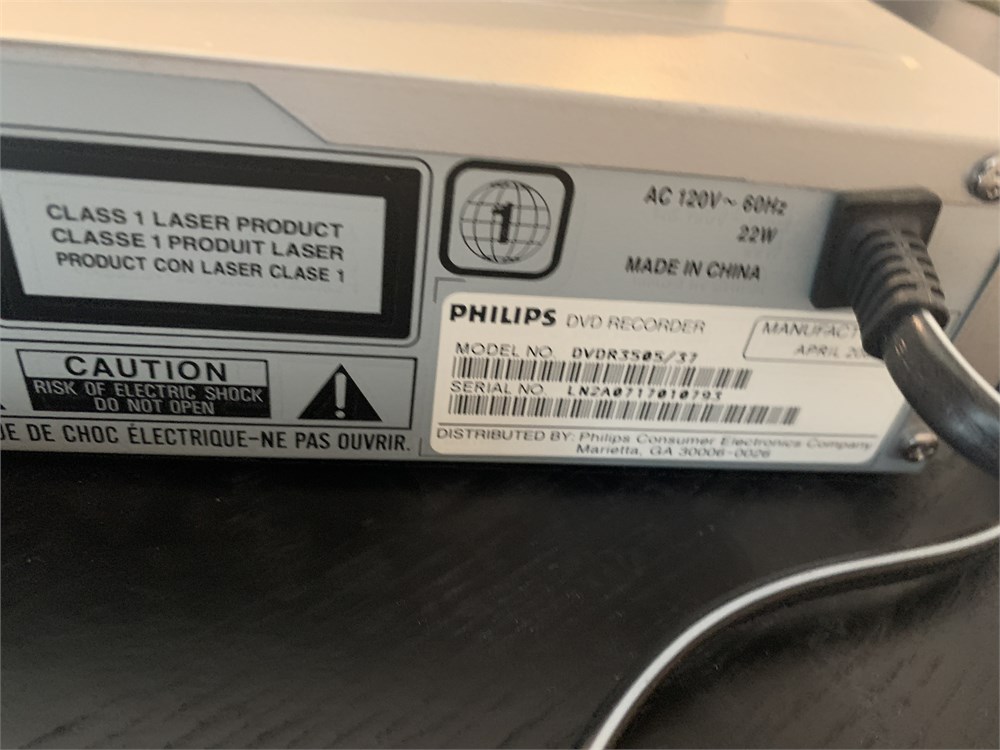 CLASS 1 LASER PRODUCT
CLASSE 1 PRODUIT LASER
PRODUCT CON LASER CLASE 1
CAUTION
RISK OF ELECTRIC SHOCK
DO NOT OPEN
DE CHOC ÉLECTRIQUE-NE PAS OUVRIR.
1
AC 120V~ 60Hz
22W
MADE IN CHINA
PHILIPS DVD RECORDER
MODEL NO. DVDR3505/37
SERIAL NO. LN2A0717010793
MANUFACT
APRIL 20
DISTRIBUTED BY: Philips Consumer Electronics Company
Marietta, GA 30006-0026